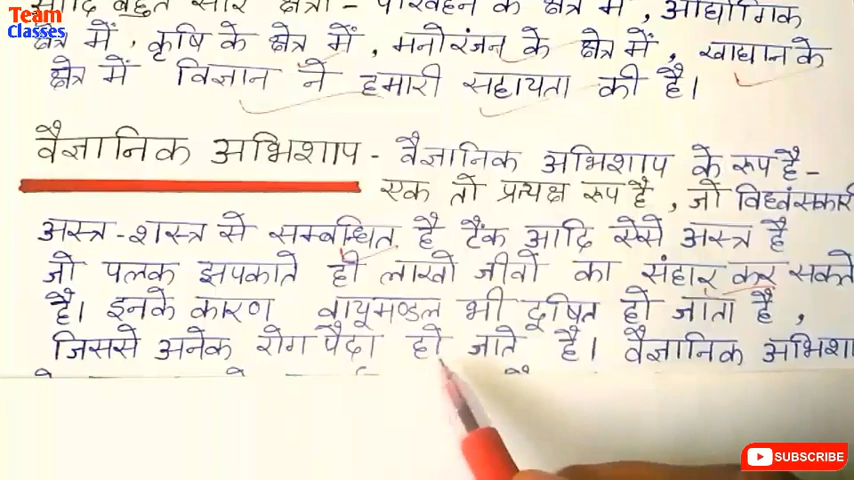 Team
Classes
आदि बहुत सारे क्षेत्रों - परिवहन के क्षेत्र में, औद्योगिक
क्षेत्र में, कृषि के क्षेत्र में, मनोरंजन के क्षेत्र में, खाद्यान के
क्षेत्र में विज्ञान ने हमारी सहायता की है।
वैज्ञानिक अभिशाप - वैज्ञानिक अभिशाप के रूप है -
एक तो प्रत्यक्ष रूप है, जो विध्वंसकारी
अस्त्र-शस्त्र से सम्बन्धित है टैंक आदि ऐसे अस्त्र है
जो पलक झपकाते ही लाखो जीवों का संहार कर सकते
है। इनके कारण वायुमण्डल भी दूषित हो जाता है,
जिससे अनेक रोग पैदा हो जाते है। वैज्ञानिक अभिशा
SUBSCRIBE